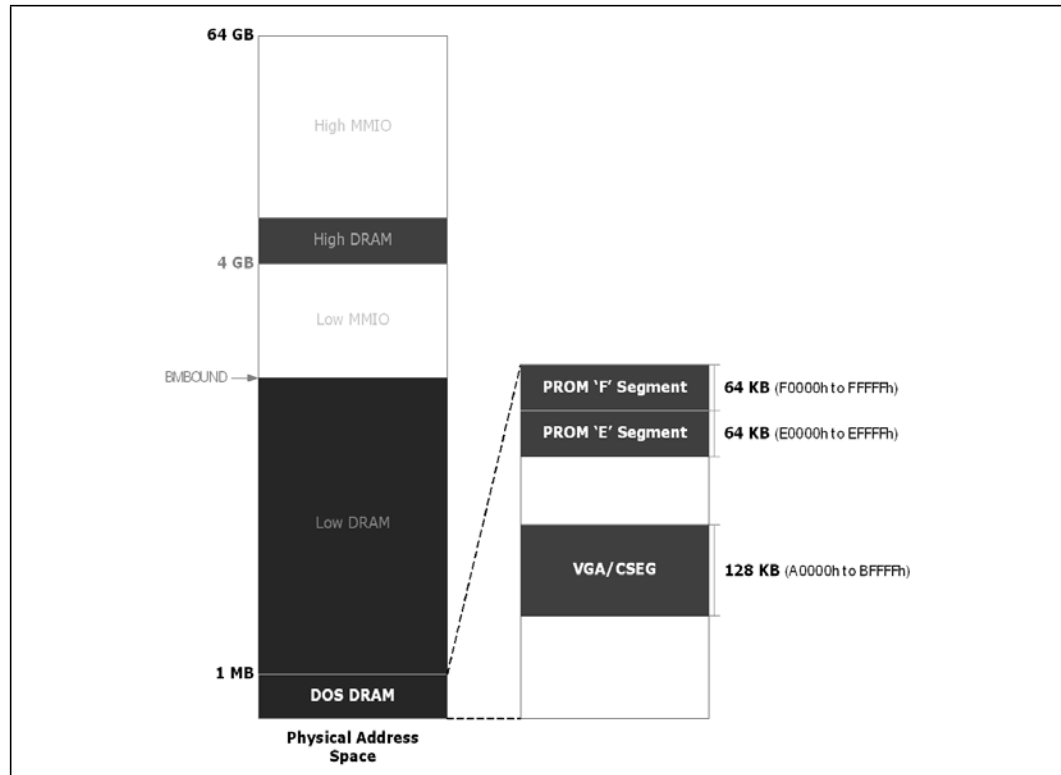 64 GB
High MMIO
High DRAM
4 GB
Low MMIO
BMBOUND
PROM ‘F’ Segment
64 KB (F0000h to FFFFFh)
PROM ‘E’ Segment
64 KB (E0000h to EFFFFh)
Low DRAM
VGA/CSEG
128 KB (A0000h to BFFFFh)
1 MB
DOS DRAM
Physical Address
Space